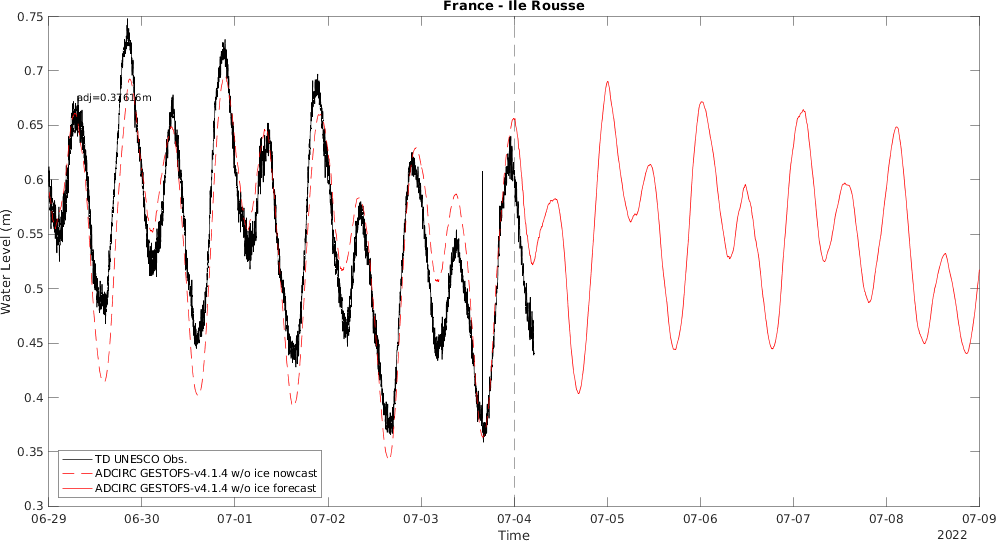 France - Ile Rousse
0.75
0.7
0.65
0.6
0.55
0.5
0.45
0.4
0.35
0.3
Water Level (m)
adj=0.37616m
TD UNESCO Obs.
ADCIRC GESTOFS-v4.1.4 w/o ice nowcast
ADCIRC GESTOFS-v4.1.4 w/o ice forecast
06-29 06-30 07-01 07-02 07-03 07-04 07-05 07-06 07-07 07-08 07-09
Time
2022